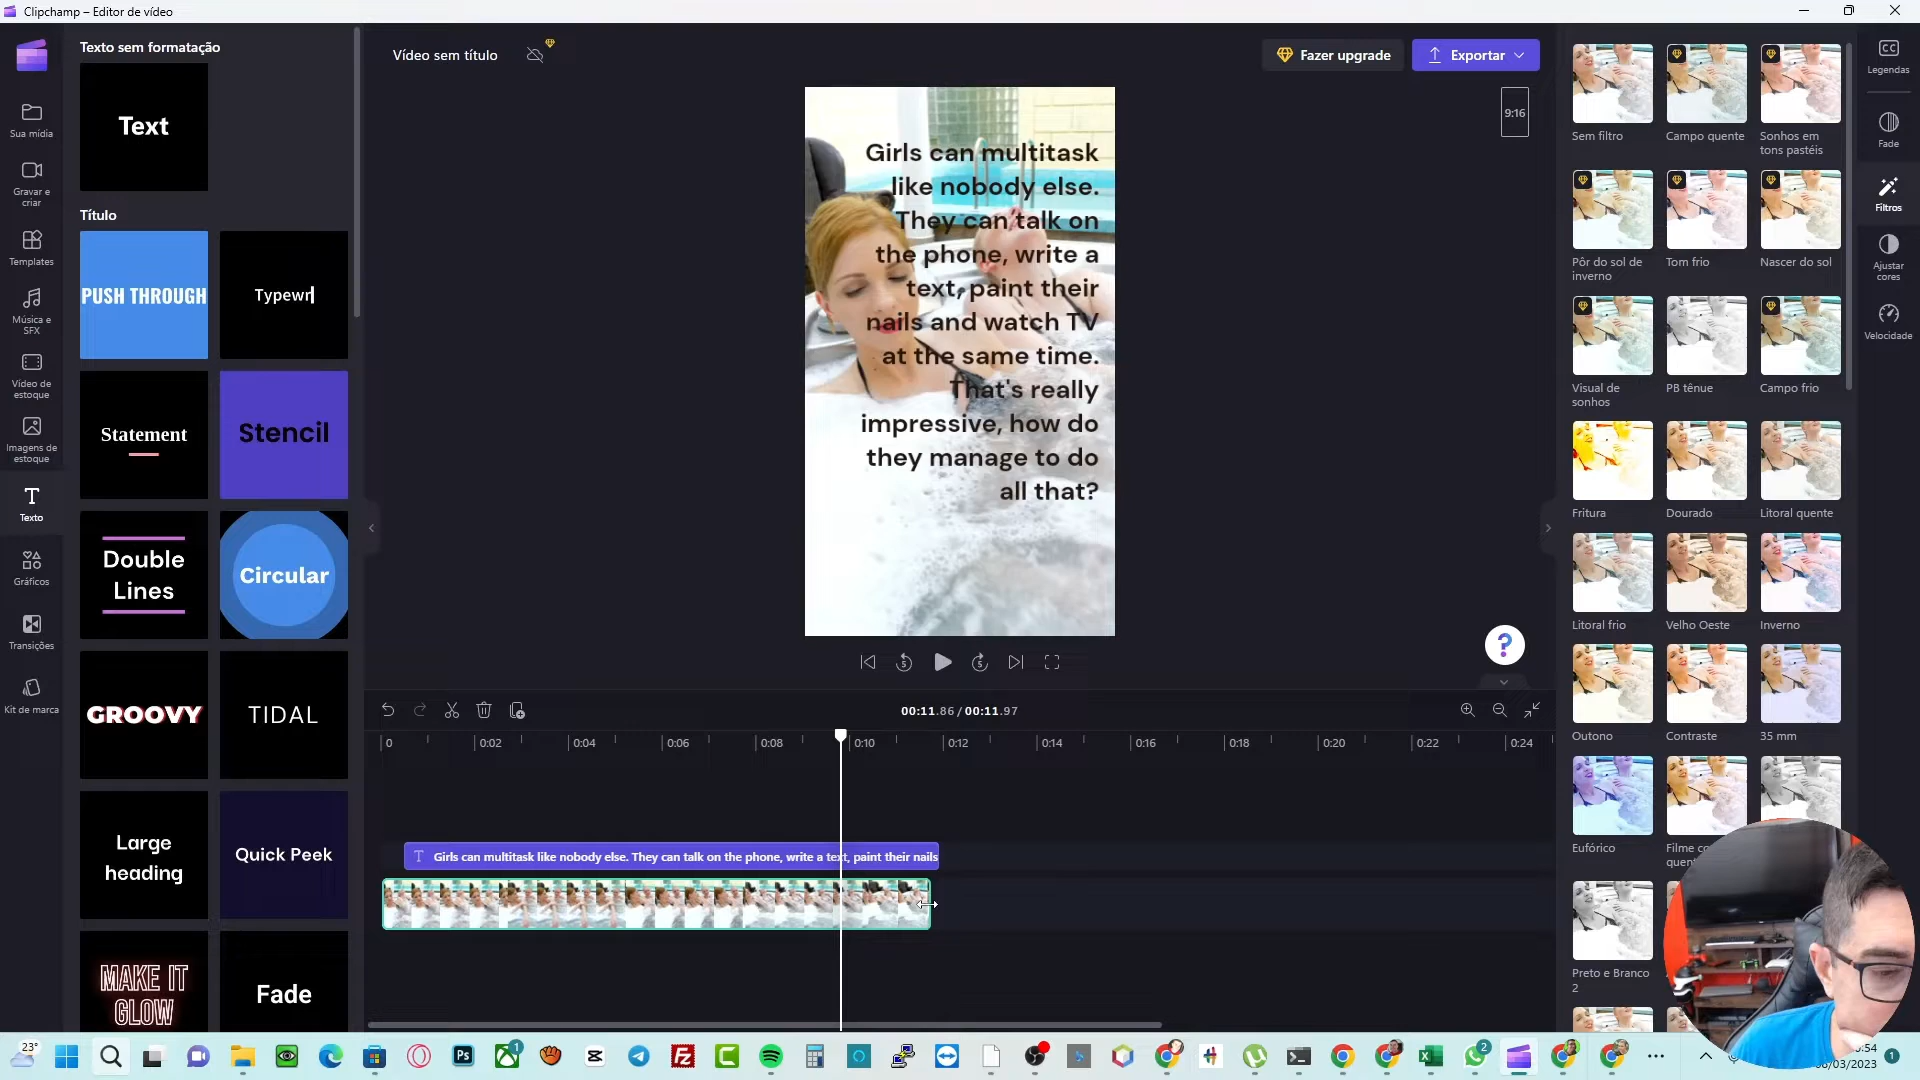 Clipchamp – Editor de vídeo
Texto sem formatação
Vídeo sem título
Fazer upgrade
Exportar
Sua mídia
Gravar e
criar
Templates
Música e
SFX
Vídeo de
estoque
Imagens de
estoque
Texto
Gráficos
Transições
Kit de marca
Text
Título
PUSH THROUGH
Typewr
Statement
Stencil
Double
Lines
Circular
GROOVY
TIDAL
Large
heading
Quick Peek
MAKE IT
GLOW
Fade
Girls can multitask
like nobody else.
They can talk on
the phone, write a
text, paint their
nails and watch TV
at the same time.
That's really
impressive, how do
they manage to do
all that?
9:16
5
5
?
00:11.86 / 00:11.97
0
0:02
0:04
0:06
0:08
0:10
0:12
0:14
0:16
0:18
0:20
0:22
0:24
T Girls can multitask like nobody else. They can talk on the phone, write a text, paint their nails
Sem filtro
Campo quente
Sonhos em
tons pastéis
Pôr do sol de
inverno
Tom frio
Nascer do sol
Visual de
sonhos
PB tênue
Campo frio
Fritura
Dourado
Litoral quente
Litoral frio
Velho Oeste
Inverno
Outono
Contraste
35 mm
Eufórico
Filme
Preto e Branco
2
CC
Legendas
Fade
Filtros
Ajustar
cores
Velocidade
23°
Ps
1
2
:54
/03/2023
1